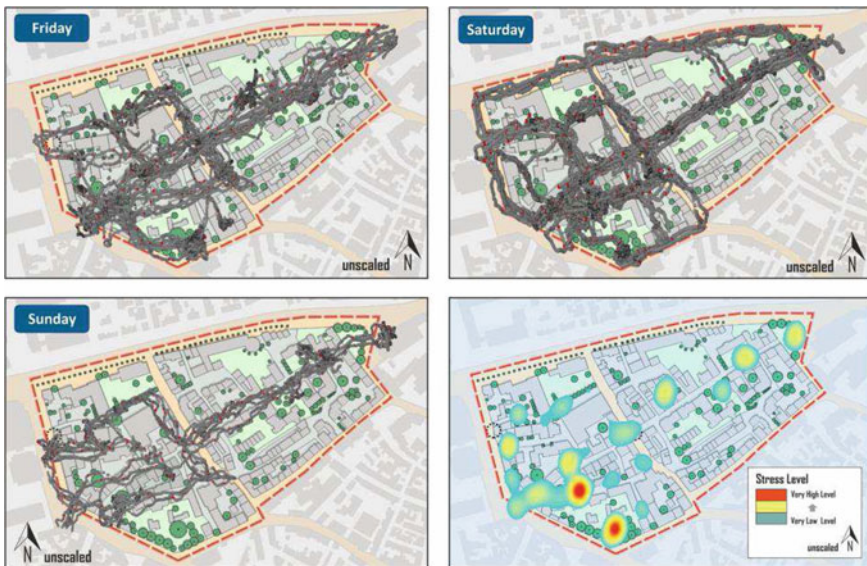 Friday
unscaled
N
Saturday
unscaled
N
Sunday
N
unscaled
Stress Level
Very High Level
Very Low Level
unscaled
N